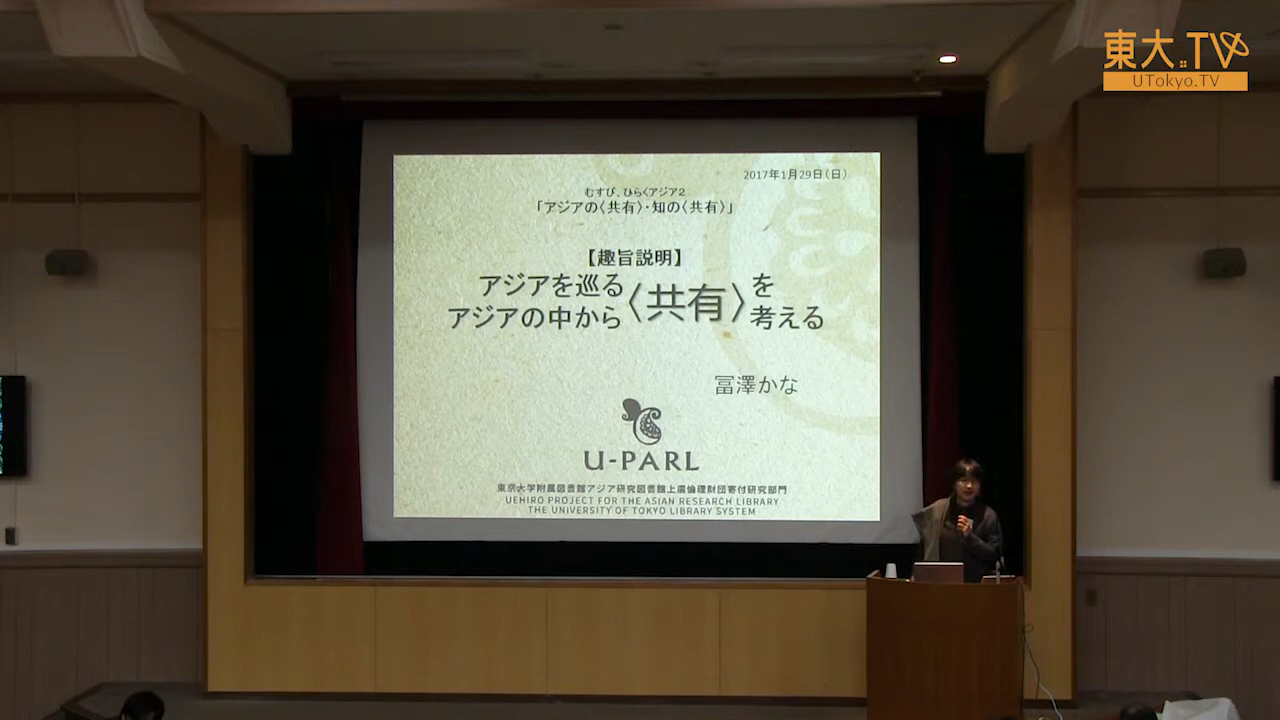 東大.TV
UTokyo.TV
2017年1月29日(日)
むすび、ひらくアジア2
「アジアの〈共有〉・知の〈共有〉」
【趣旨説明】
アジアを巡る
アジアの中から〈共有〉を考える
冨澤かな
U-PARL
東京大学附属図書館アジア研究図書館上廣倫理財団寄付研究部門
UEHIRO PROJECT FOR THE ASIAN RESEARCH LIBRARY
THE UNIVERSITY OF TOKYO LIBRARY SYSTEM